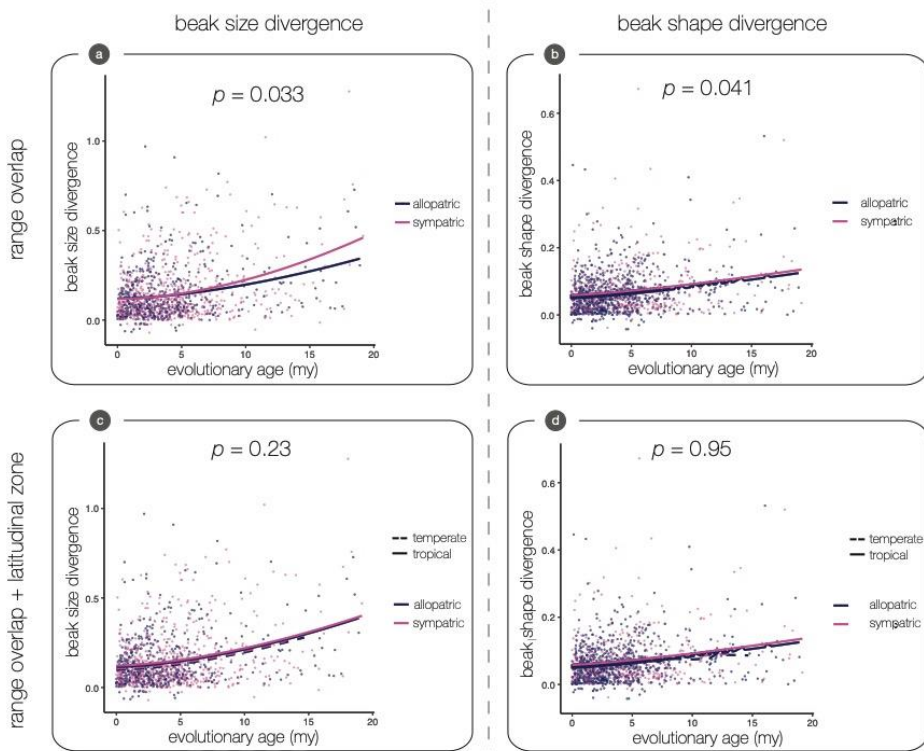 beak size divergence
beak shape divergence
range overlap
a
p = 0.033
beak size divergence
1.0
0.5
0.0
allopatric
sympatric
0 5 10 15 20
evolutionary age (my)
b
p = 0.041
beak shape divergence
0.6
0.4
0.2
0.0
allopatric
sympatric
0 5 10 15 20
evolutionary age (my)
range overlap + latitudinal zone
c
p = 0.23
beak size divergence
1.0
0.5
0.0
temperate
tropical
allopatric
sympatric
0 5 10 15 20
evolutionary age (my)
d
p = 0.95
beak shape divergence
0.6
0.4
0.2
0.0
temperate
tropical
allopatric
sympatric
0 5 10 15 20
evolutionary age (my)